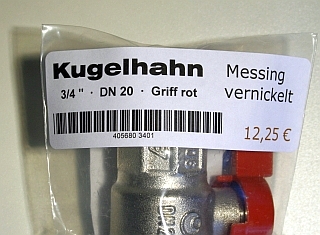 Kugelhahn
3/4 " · DN 20 · Griff rot
Messing
vernickelt
405680 3401
12,25 €